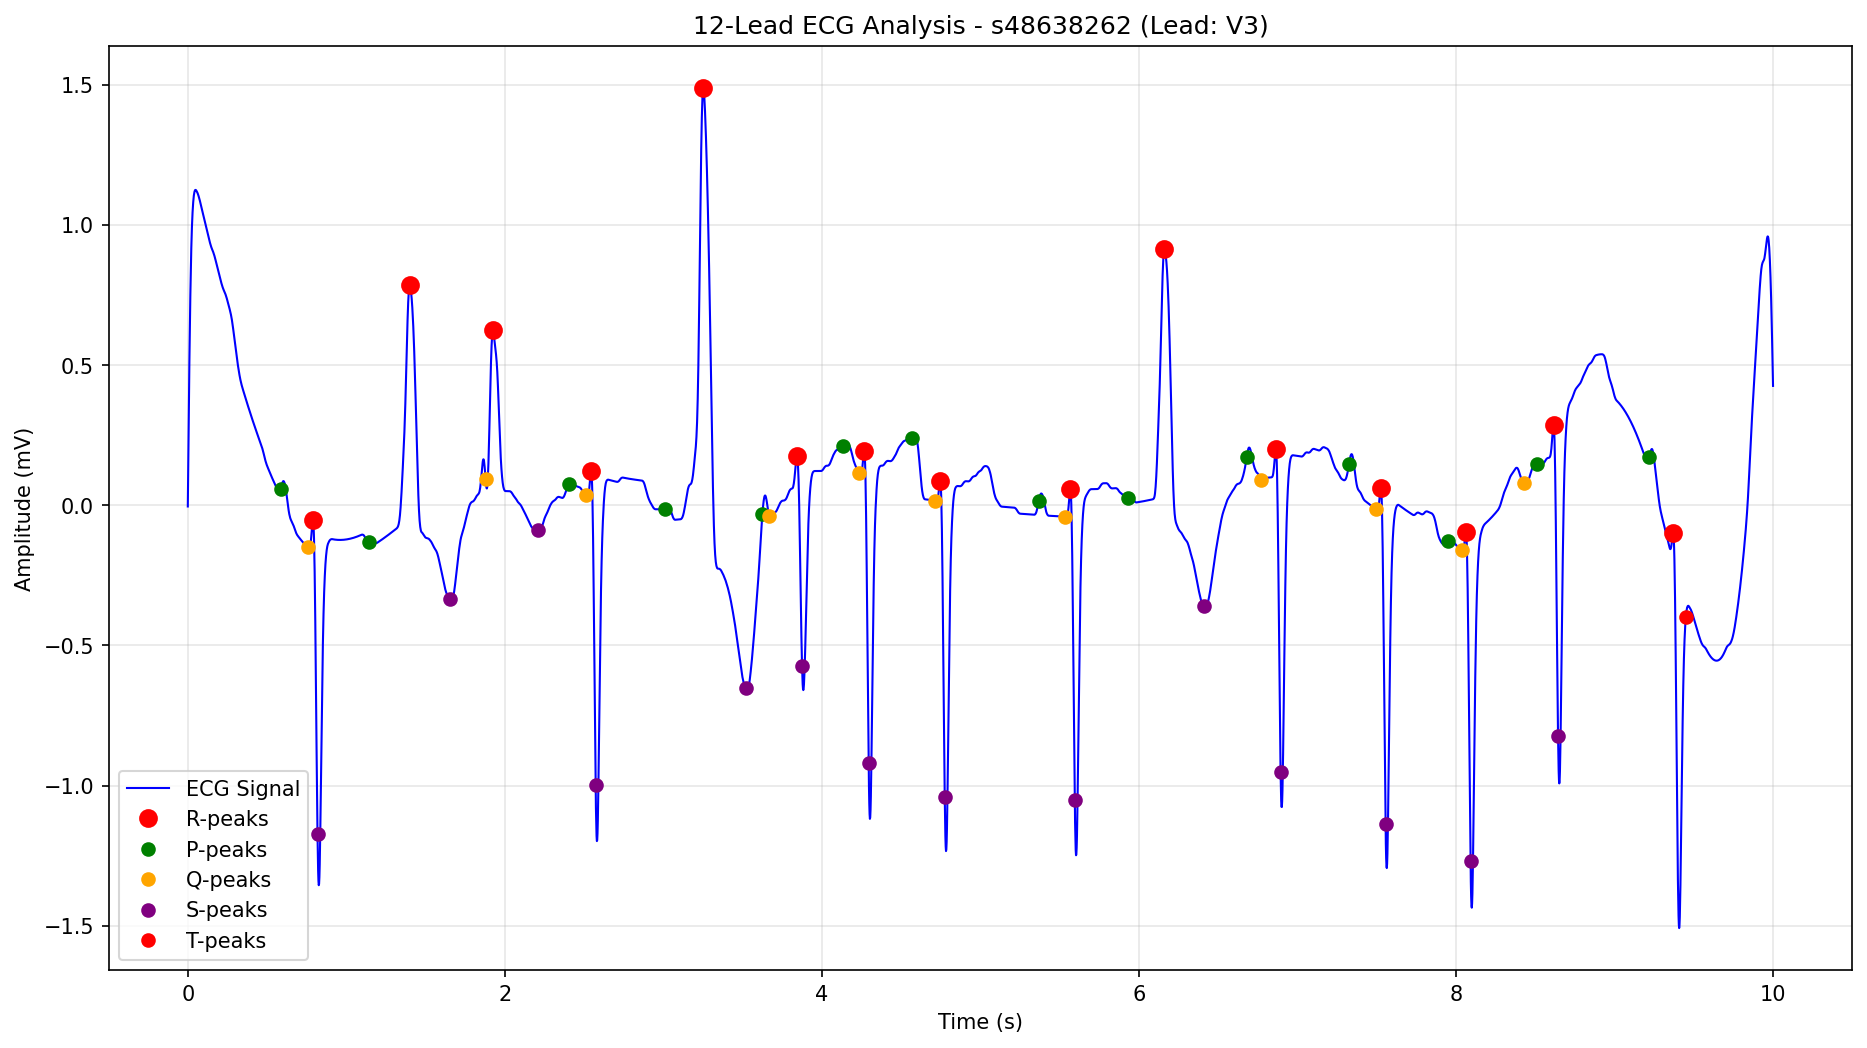 12-Lead ECG Analysis - s48638262 (Lead: V3)
Amplitude (mV)
1.5
1.0
0.5
0.0
−0.5
−1.0
−1.5
ECG Signal
R-peaks
P-peaks
Q-peaks
S-peaks
T-peaks
0 2 4 6 8 10
Time (s)